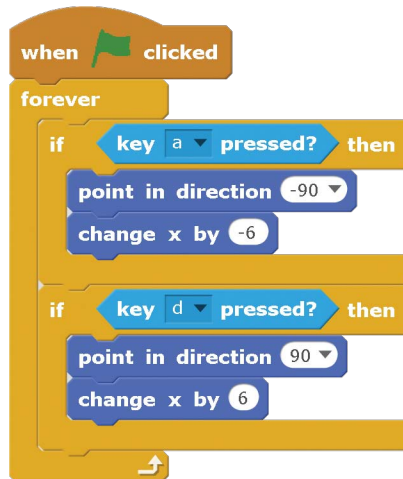 when clicked
forever
if key a pressed? then
point in direction -90
change x by -6
if key d pressed? then
point in direction 90
change x by 6